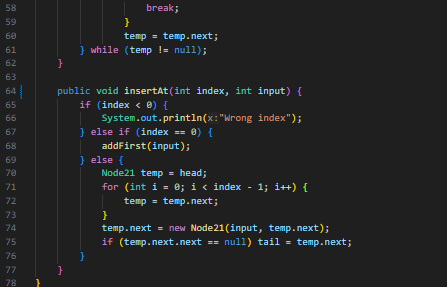 58 break;
59 }
60 temp = temp.next;
61 } while (temp != null);
62 }
63
64 public void insertAt(int index, int input) {
65 if (index < 0) {
66 System.out.println(x:"Wrong index");
67 } else if (index == 0) {
68 addFirst(input);
69 } else {
70 Node21 temp = head;
71 for (int i = 0; i < index - 1; i++) {
72 temp = temp.next;
73 }
74 temp.next = new Node21(input, temp.next);
75 if (temp.next.next == null) tail = temp.next;
76 }
77 }
78 }